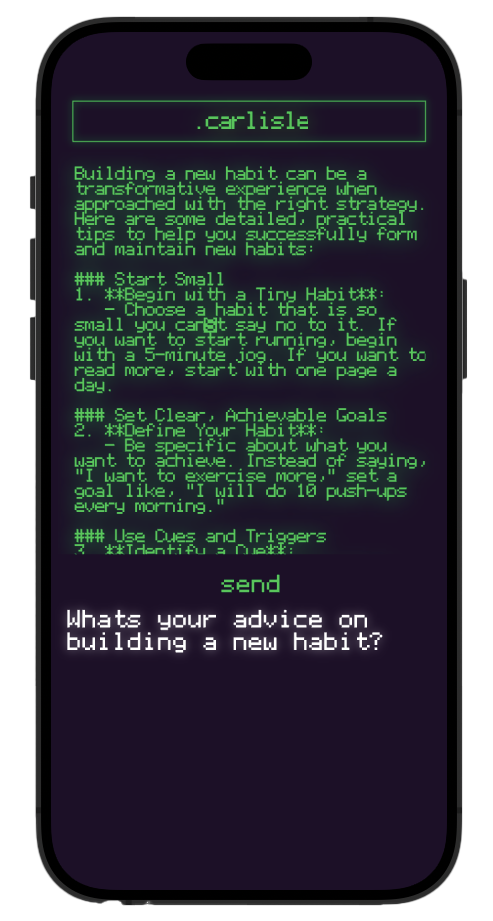 .carlisle
Building a new habit can be a
transformative experience when
approached with the right strategy.
Here are some detailed, practical
tips to help you successfully form
and maintain new habits:
### Start Small
1. **Begin with a Tiny Habit**:
- Choose a habit that is so
small you can't say no to it. If
you want to start running, begin
with a 5-minute jog. If you want to
read more, start with one page a
day.
### Set Clear, Achievable Goals
2. **Define Your Habit**:
- Be specific about what you
want to achieve. Instead of saying,
"I want to exercise more," set a
goal like, "I will do 10 push-ups
every morning."
### Use Cues and Triggers
3. **Identify a Cue**:
send
Whats your advice on
building a new habit?